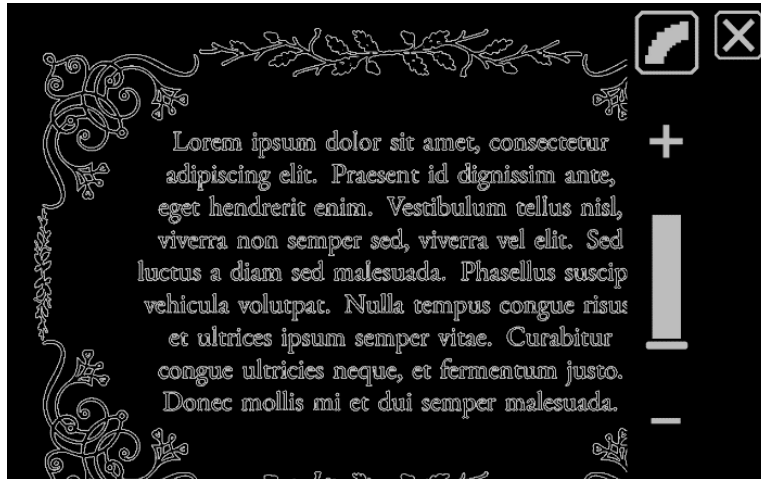 Lorem ipsum dolor sit amet, consectetur
adipiscing elit. Praesent id dignissim ante,
eget hendrerit enim. Vestibulum tellus nisl,
viverra non semper sed, viverra vel elit. Sed
luctus a diam sed malesuada. Phasellus suscip
vehicula volutpat. Nulla tempus congue risus
et ultrices ipsum semper vitae. Curabitur
congue ultricies neque, et fermentum justo.
Donec mollis mi et dui semper malesuada.